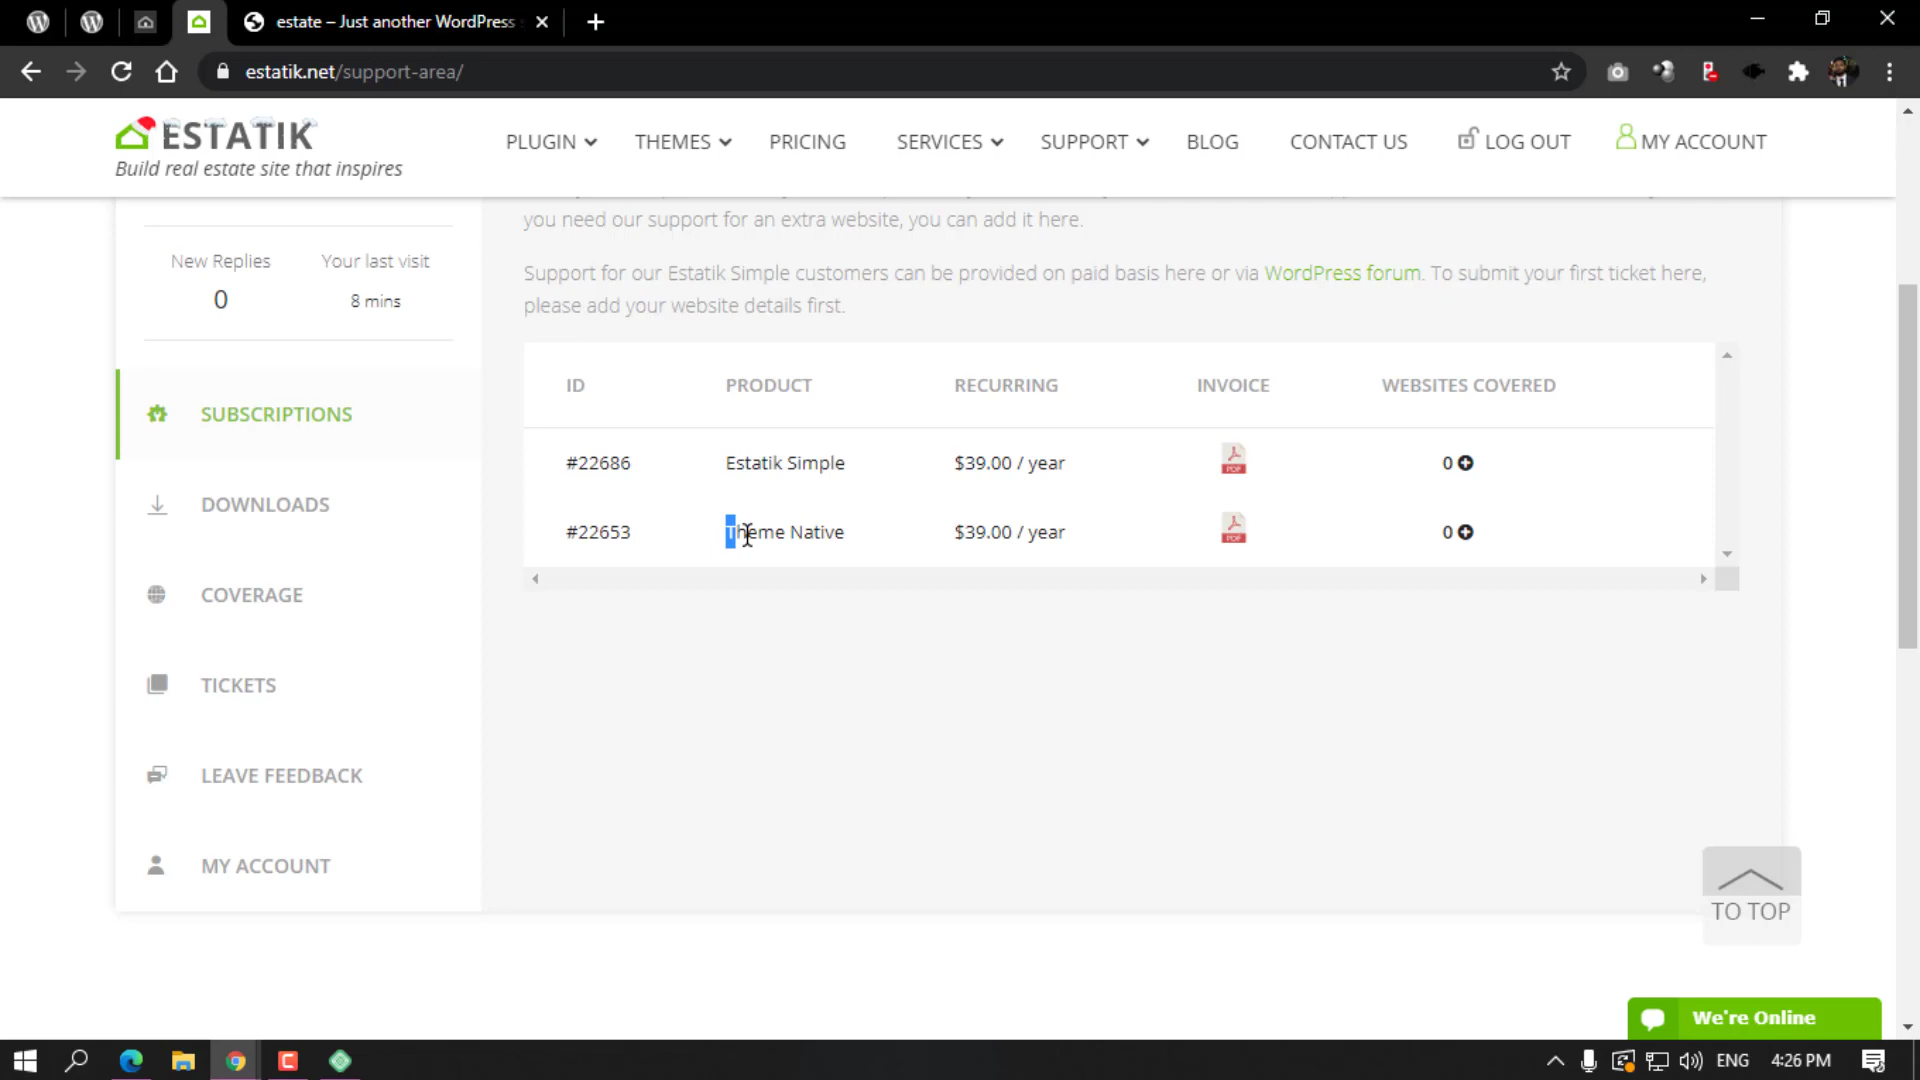 estate – Just another WordPress
estatik.net/support-area/
ESTATIK
Build real estate site that inspires
PLUGIN
THEMES
PRICING
SERVICES
SUPPORT
BLOG
CONTACT US
LOG OUT
MY ACCOUNT
you need our support for an extra website, you can add it here.
Support for our Estatik Simple customers can be provided on paid basis here or via WordPress forum. To submit your first ticket here,
please add your website details first.
New Replies
Your last visit
0
8 mins
SUBSCRIPTIONS
DOWNLOADS
COVERAGE
TICKETS
LEAVE FEEDBACK
MY ACCOUNT
ID PRODUCT RECURRING INVOICE WEBSITES COVERED
#22686 Estatik Simple $39.00 / year PDF 0
#22653 Theme Native $39.00 / year PDF 0
TO TOP
We're Online
ENG
4:26 PM